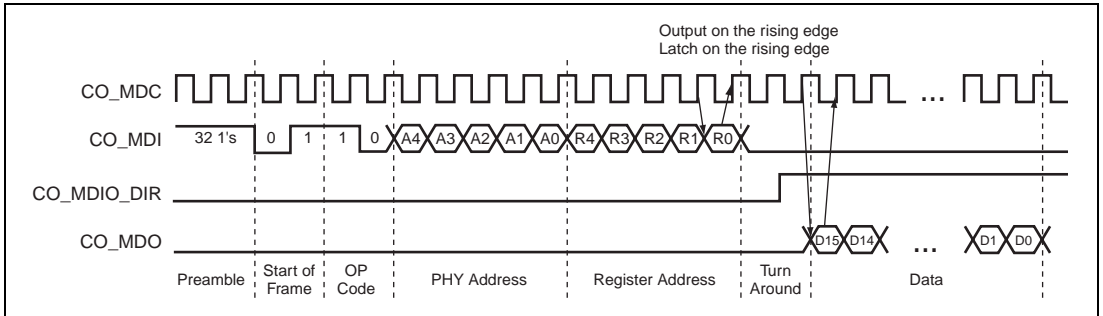 Output on the rising edge
Latch on the rising edge
CO_MDC
...
CO_MDI 32 1's 0 1 1 0 A4 A3 A2 A1 A0 R4 R3 R2 R1 R0
CO_MDIO_DIR
CO_MDO D15 D14 ... D1 D0
Preamble Start of Frame OP Code PHY Address Register Address Turn Around Data